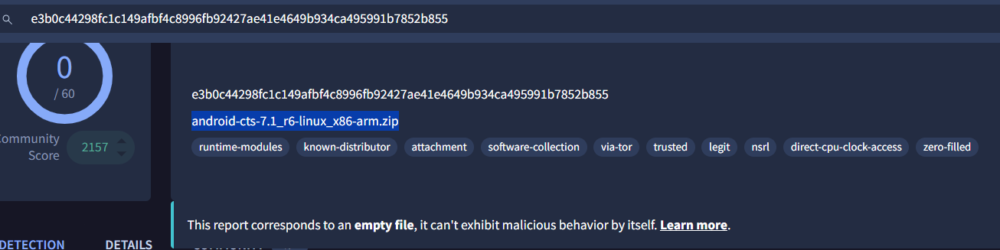 e3b0c44298fc1c149afbf4c8996fb92427ae41e4649b934ca495991b7852b855
0
/ 60
Community
Score
2157
e3b0c44298fc1c149afbf4c8996fb92427ae41e4649b934ca495991b7852b855
android-cts-7.1_r6-linux_x86-arm.zip
runtime-modules known-distributor attachment software-collection via-tor trusted legit nsrl direct-cpu-clock-access zero-filled
This report corresponds to an empty file, it can't exhibit malicious behavior by itself. Learn more.
DETECTION DETAILS